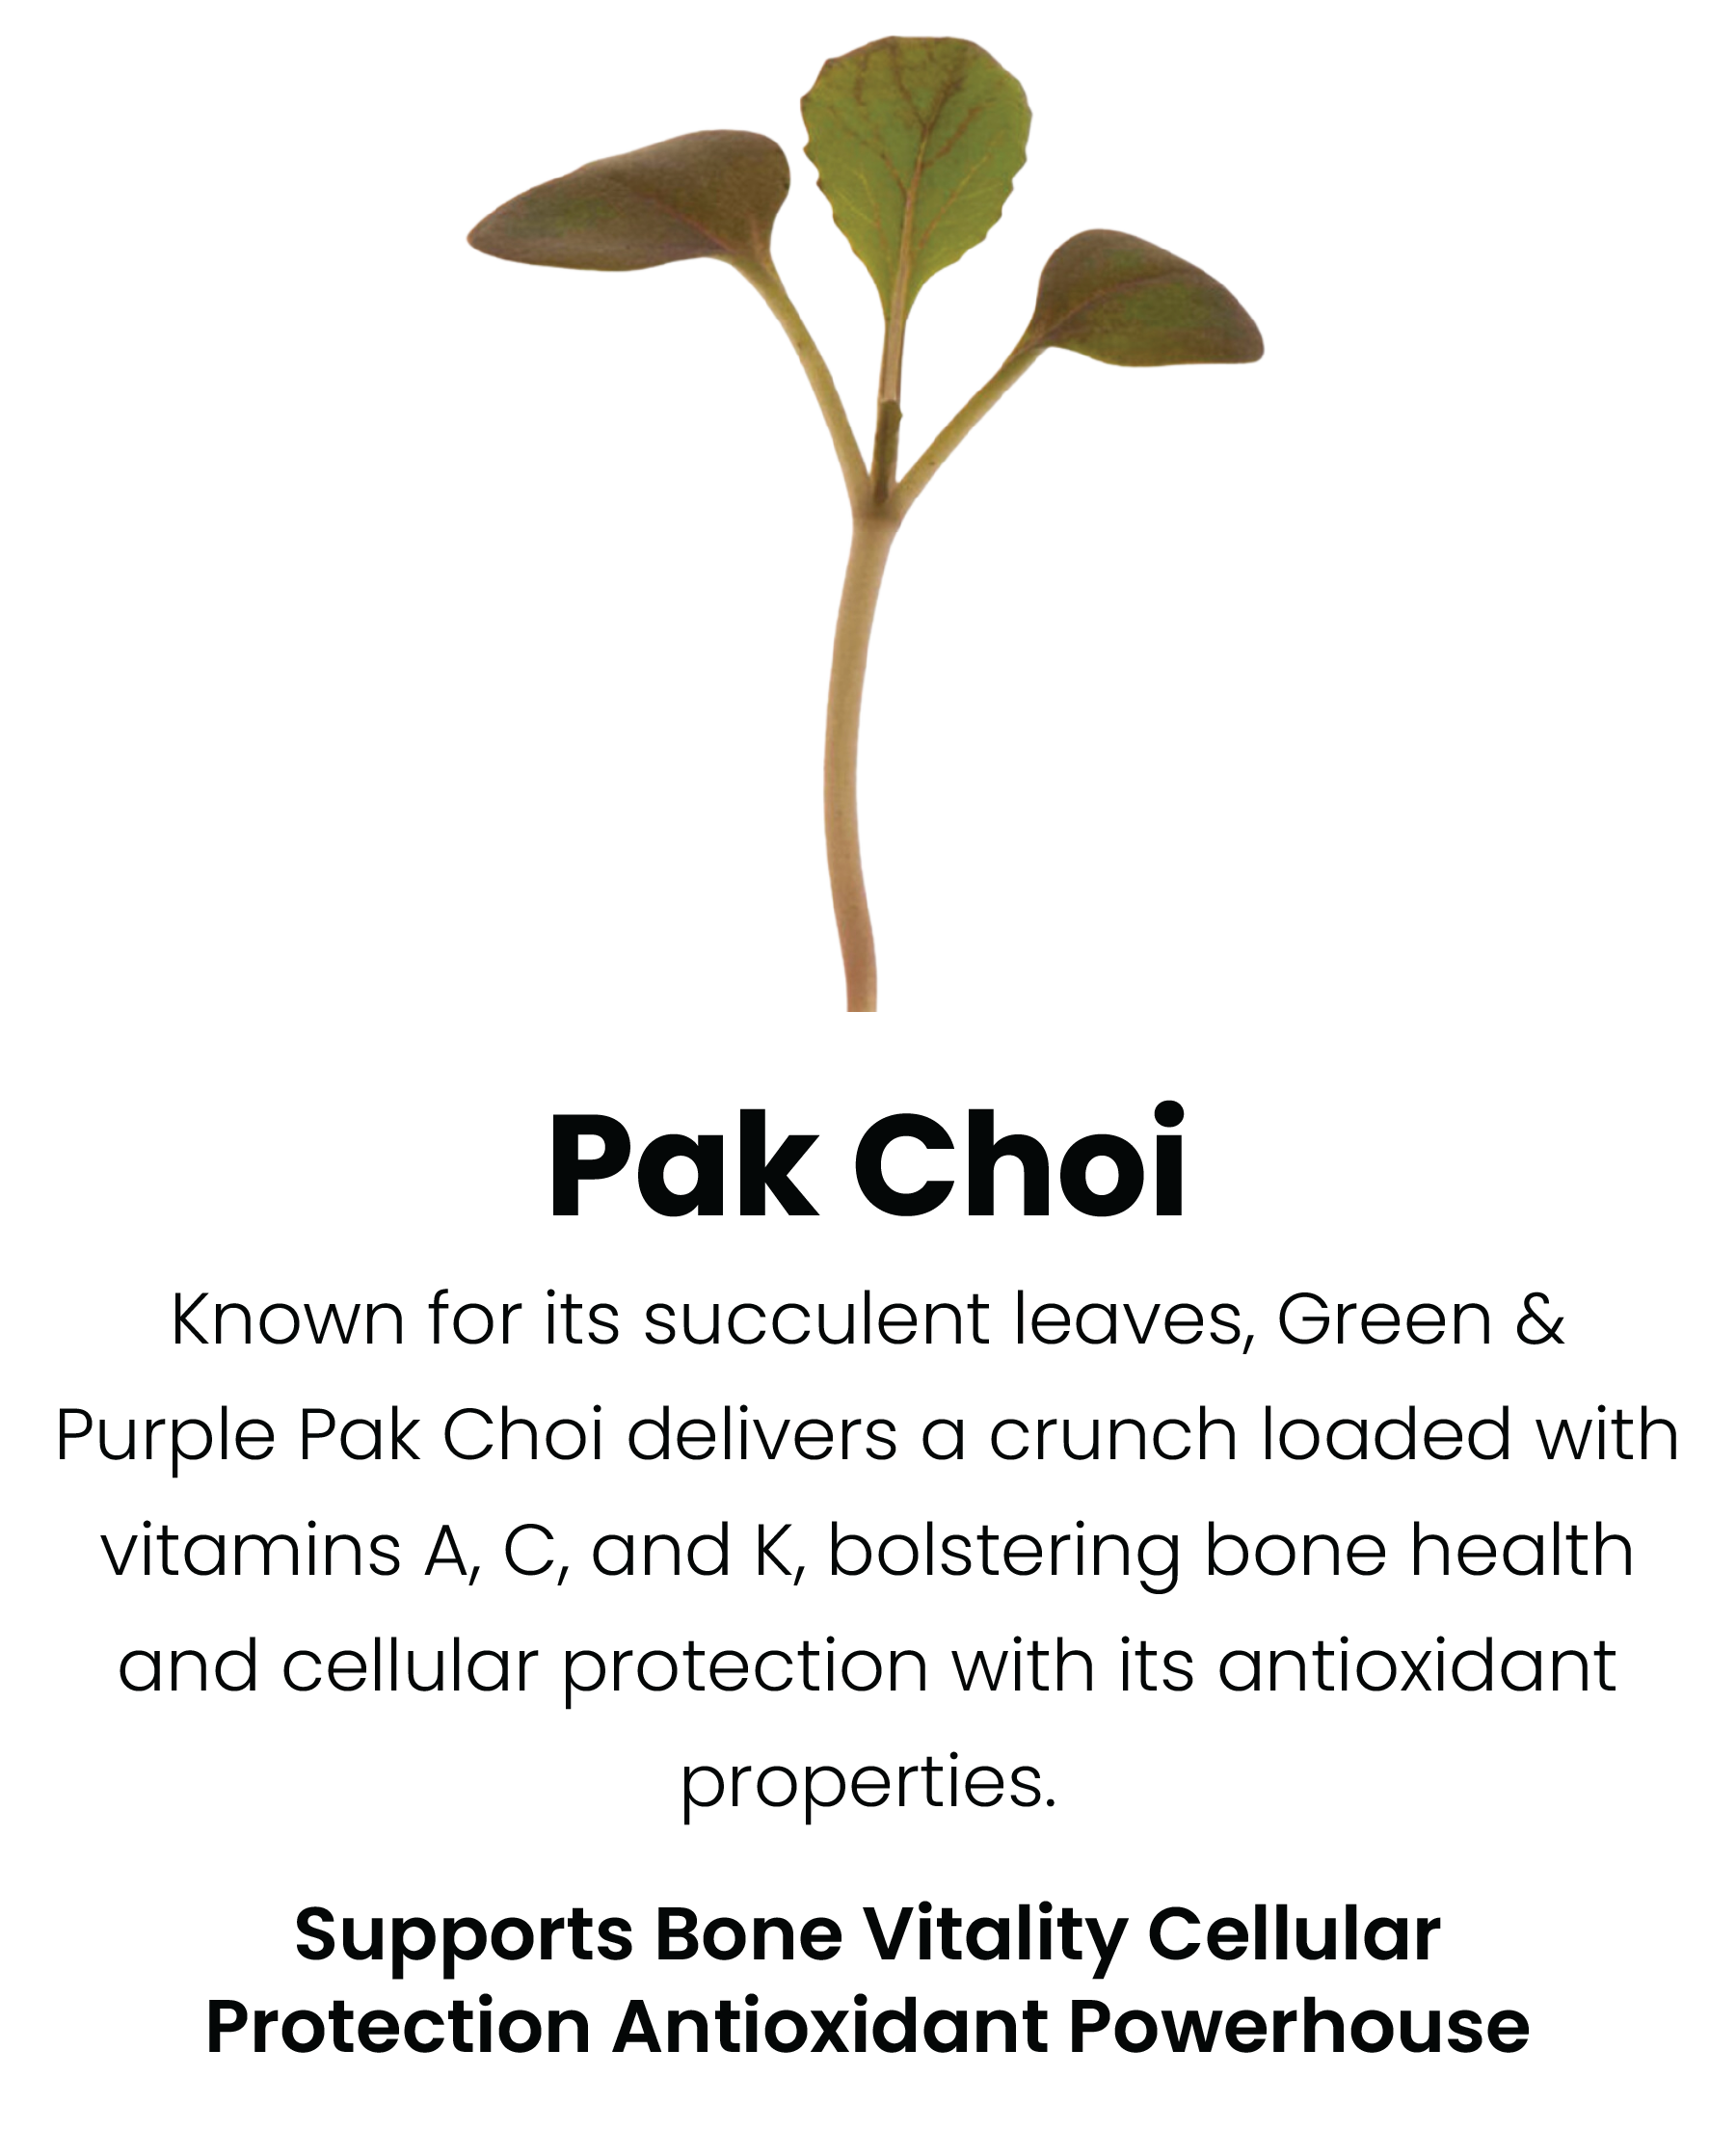 Pak Choi
Known for its succulent leaves, Green &
Purple Pak Choi delivers a crunch loaded with
vitamins A, C, and K, bolstering bone health
and cellular protection with its antioxidant
properties.
Supports Bone Vitality Cellular
Protection Antioxidant Powerhouse